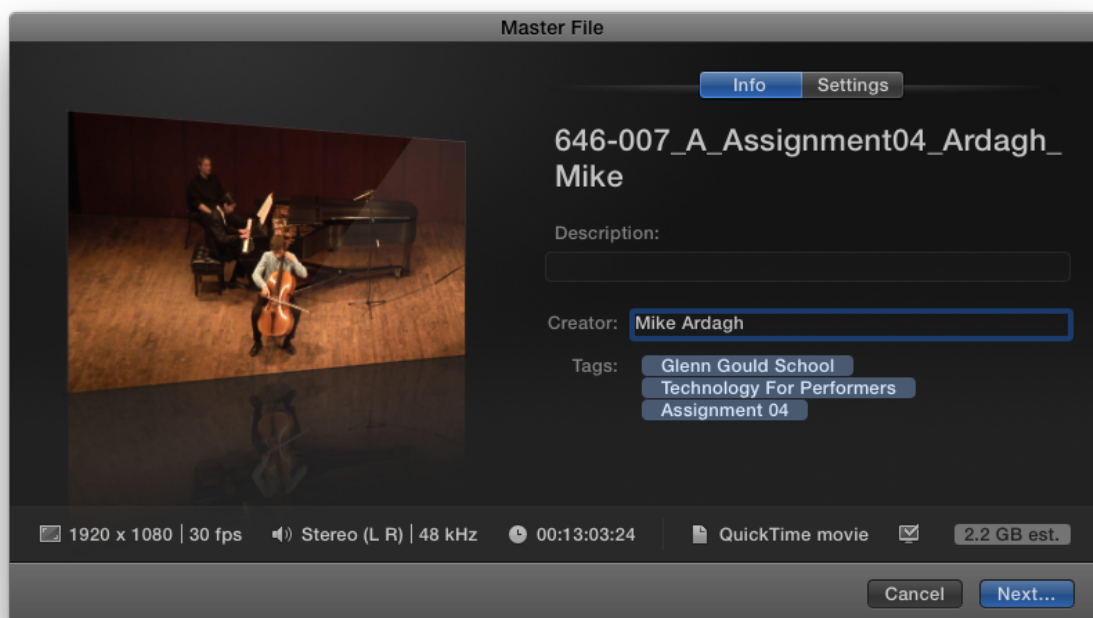 Master File
Info Settings
646-007_A_Assignment04_Ardagh_
Mike
Description:
Creator: Mike Ardagh
Tags: Glenn Gould School
Technology For Performers
Assignment 04
1920 x 1080 | 30 fps Stereo (L R) | 48 kHz 00:13:03:24 QuickTime movie 2.2 GB est.
Cancel Next...